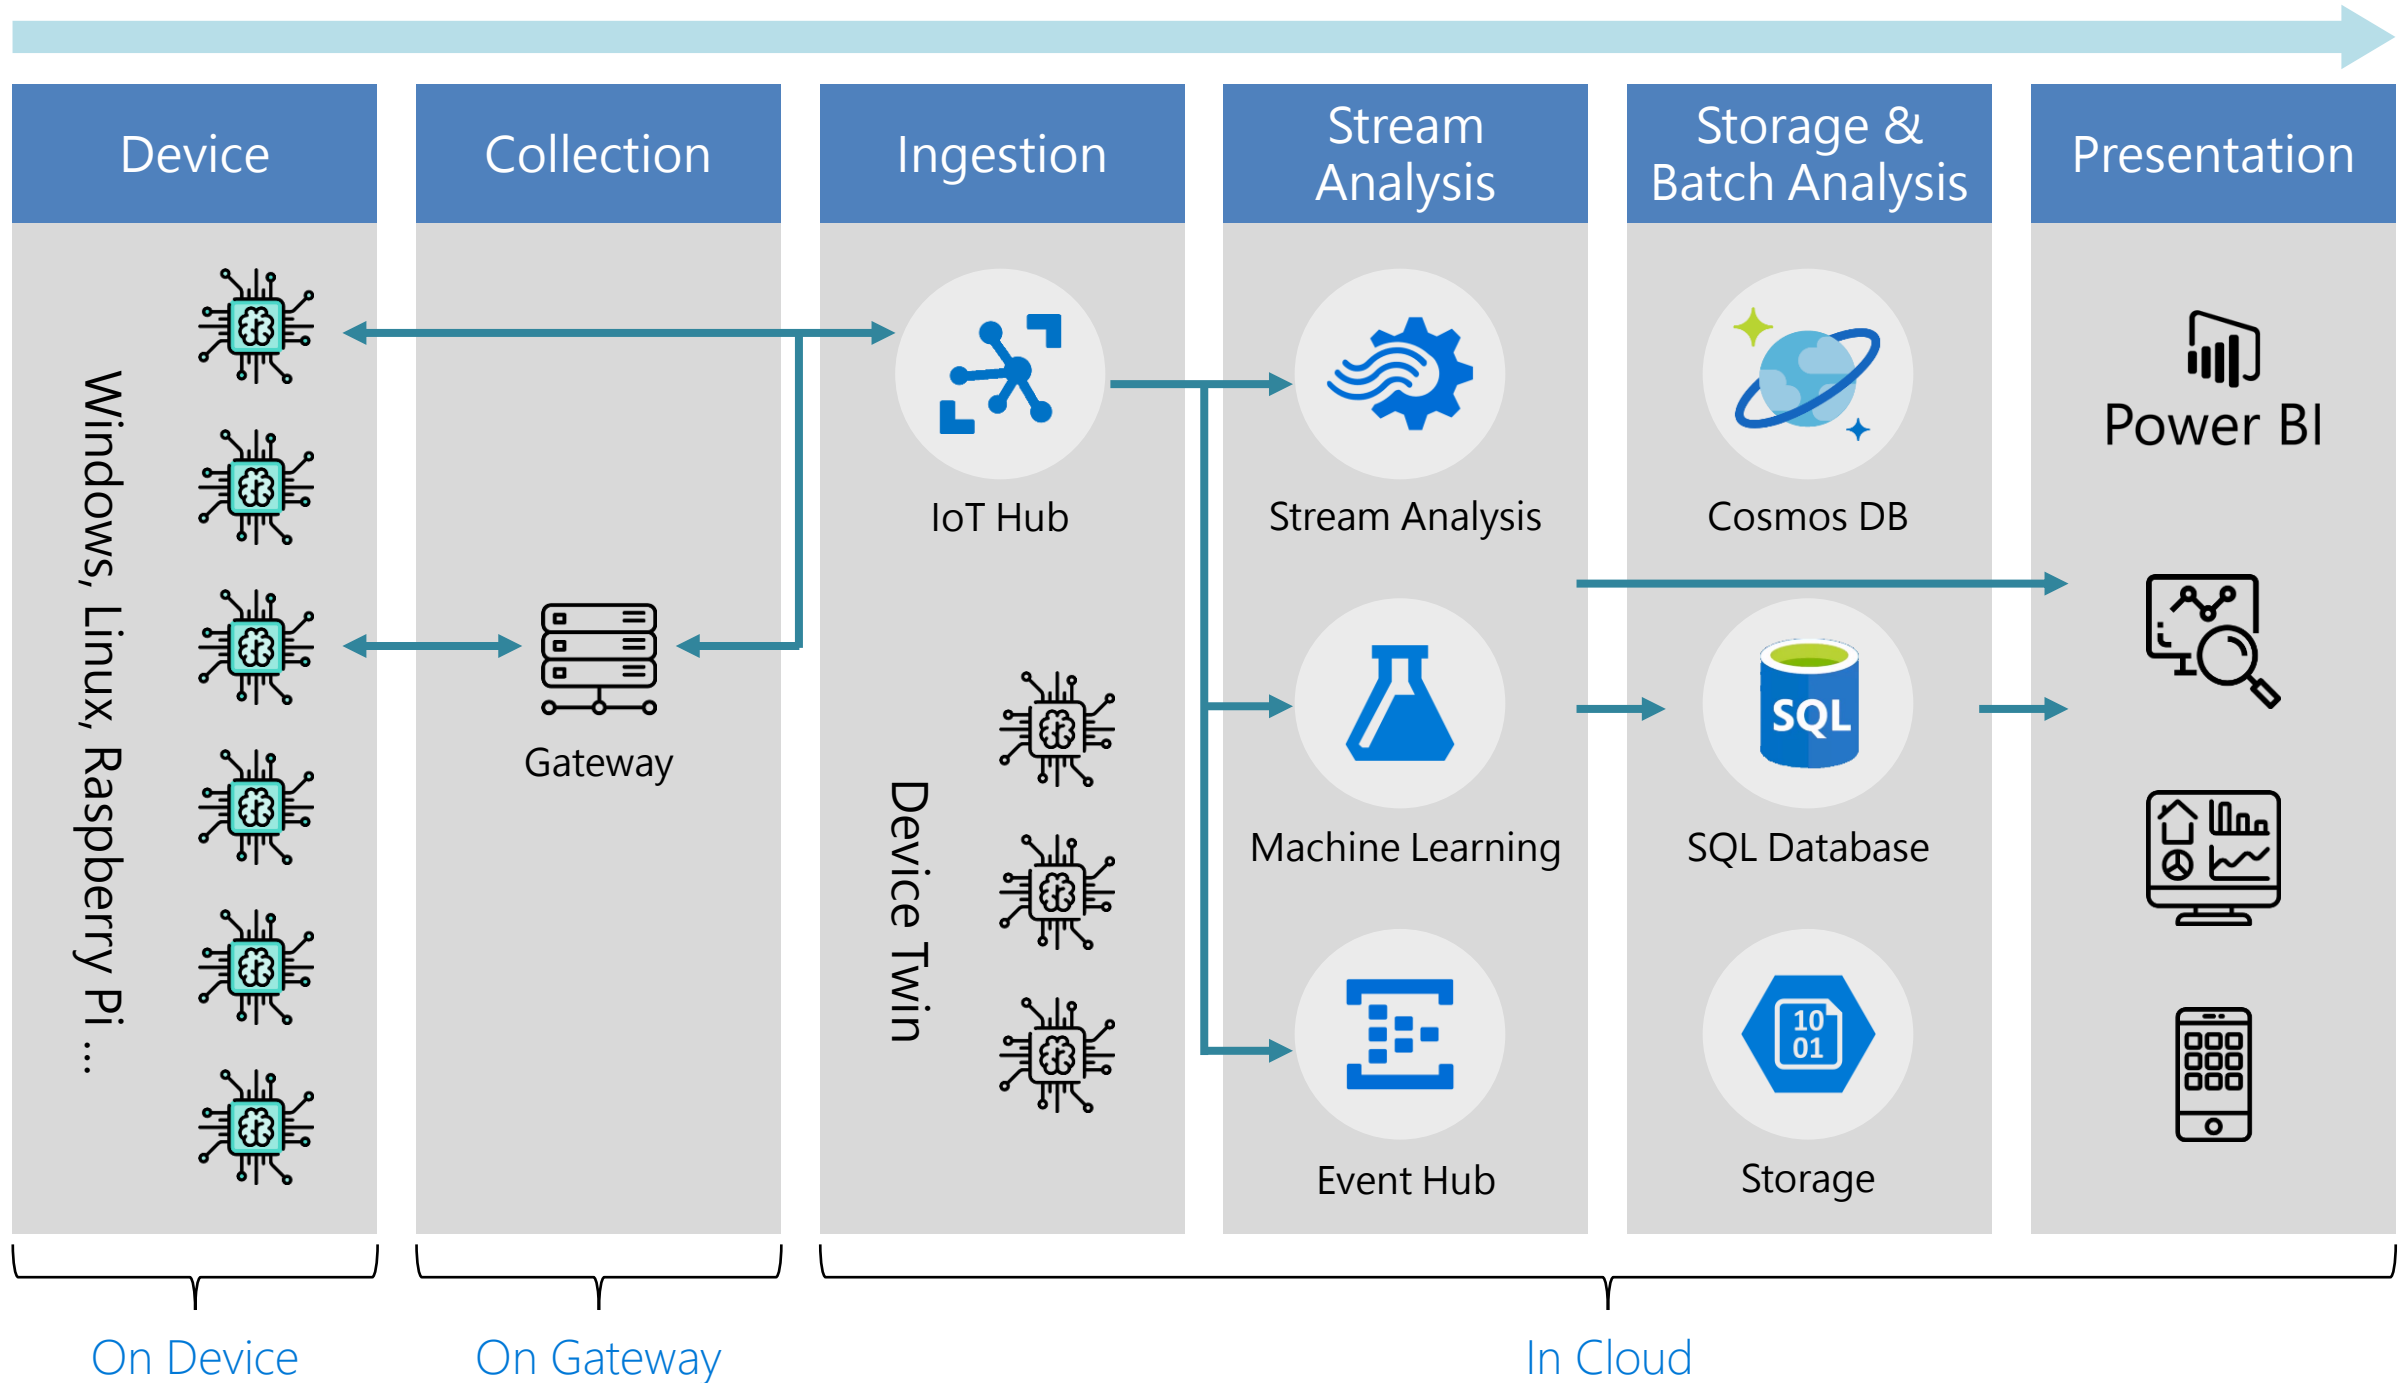 Device
Collection
Ingestion
Stream
Analysis
Storage &
Batch Analysis
Presentation
Windows, Linux, Raspberry Pi ...
Gateway
IoT Hub
Device Twin
Stream Analysis
Machine Learning
Event Hub
Cosmos DB
SQL
SQL Database
10
01
Storage
Power BI
On Device
On Gateway
In Cloud